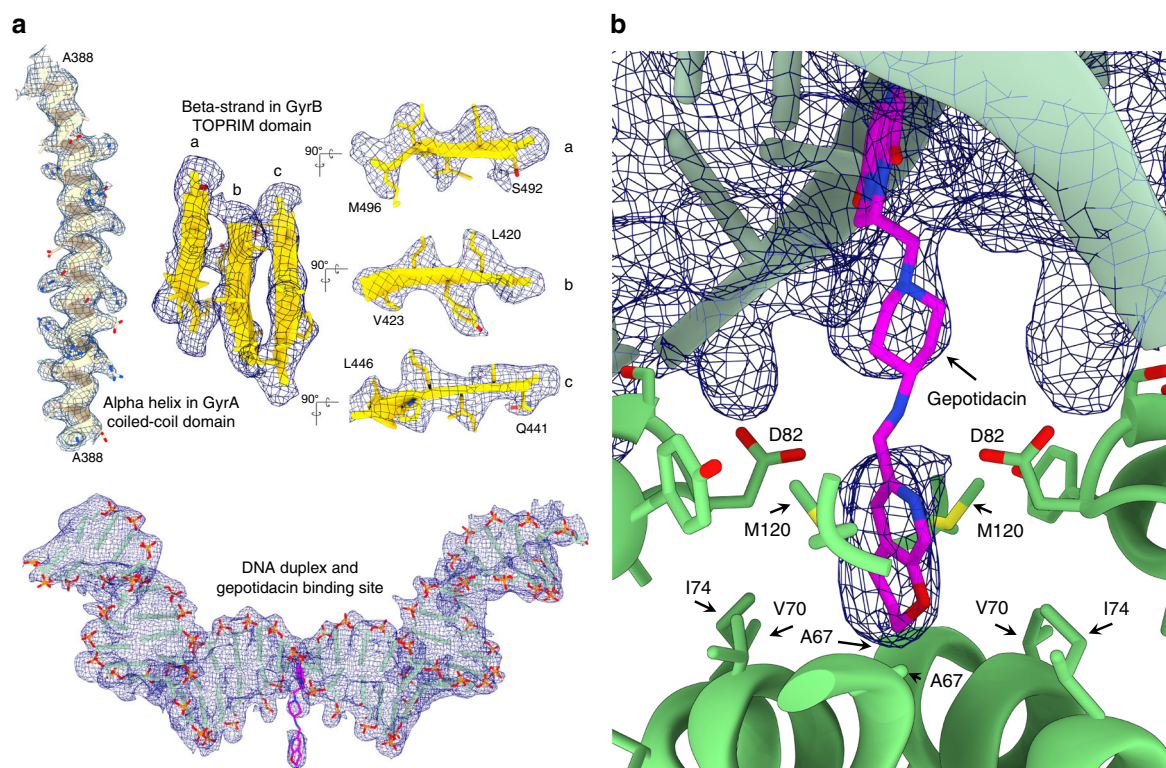 a
A388
Alpha helix in GyrA
coiled-coil domain
A388
Beta-strand in GyrB
TOPRIM domain
a
b
c
90°
M496
S492
a
90°
L420
V423
b
90°
L446
Q441
c
DNA duplex and
gepotidacin binding site
b
Gepotidacin
D82
D82
M120
M120
I74
V70
A67
A67
V70
I74